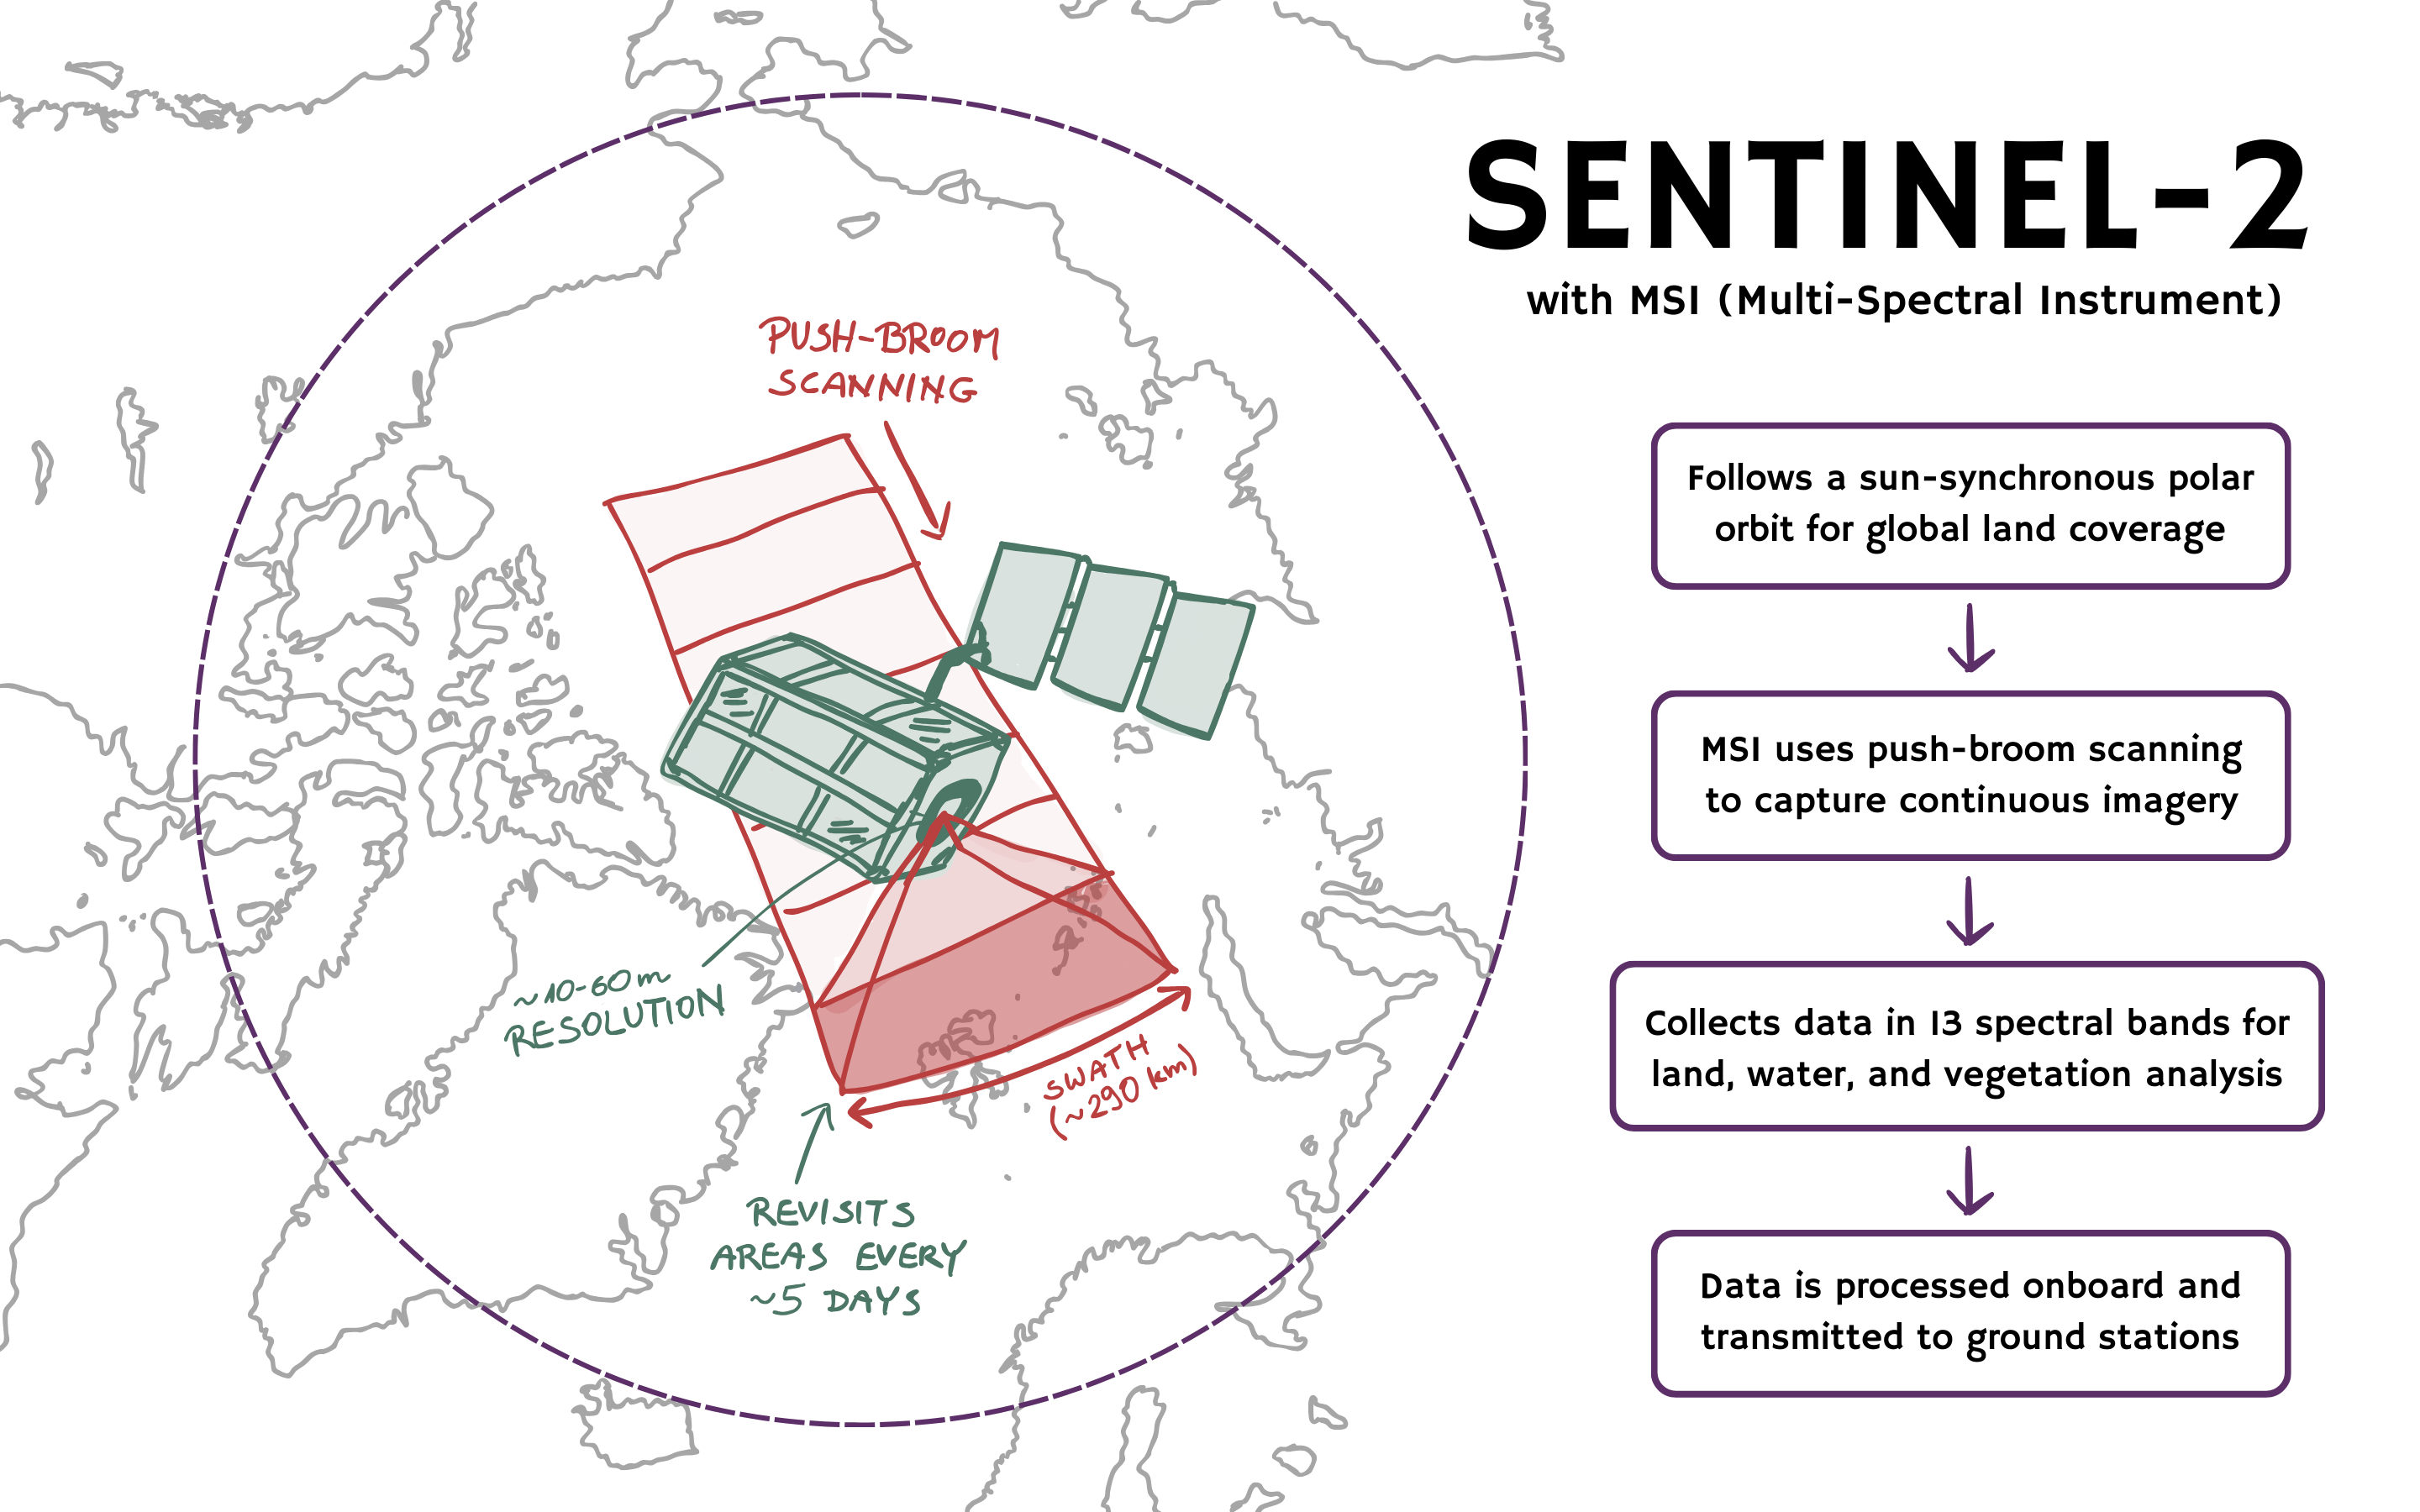 SENTINEL-2
with MSI (Multi-Spectral Instrument)
PUSH-BROOM
SCANNING
~10-60 m
RESOLUTION
SWATH
(~290 km)
REVISITS
AREAS EVERY
~5 DAYS
Follows a sun-synchronous polar
orbit for global land coverage
MSI uses push-broom scanning
to capture continuous imagery
Collects data in 13 spectral bands for
land, water, and vegetation analysis
Data is processed onboard and
transmitted to ground stations